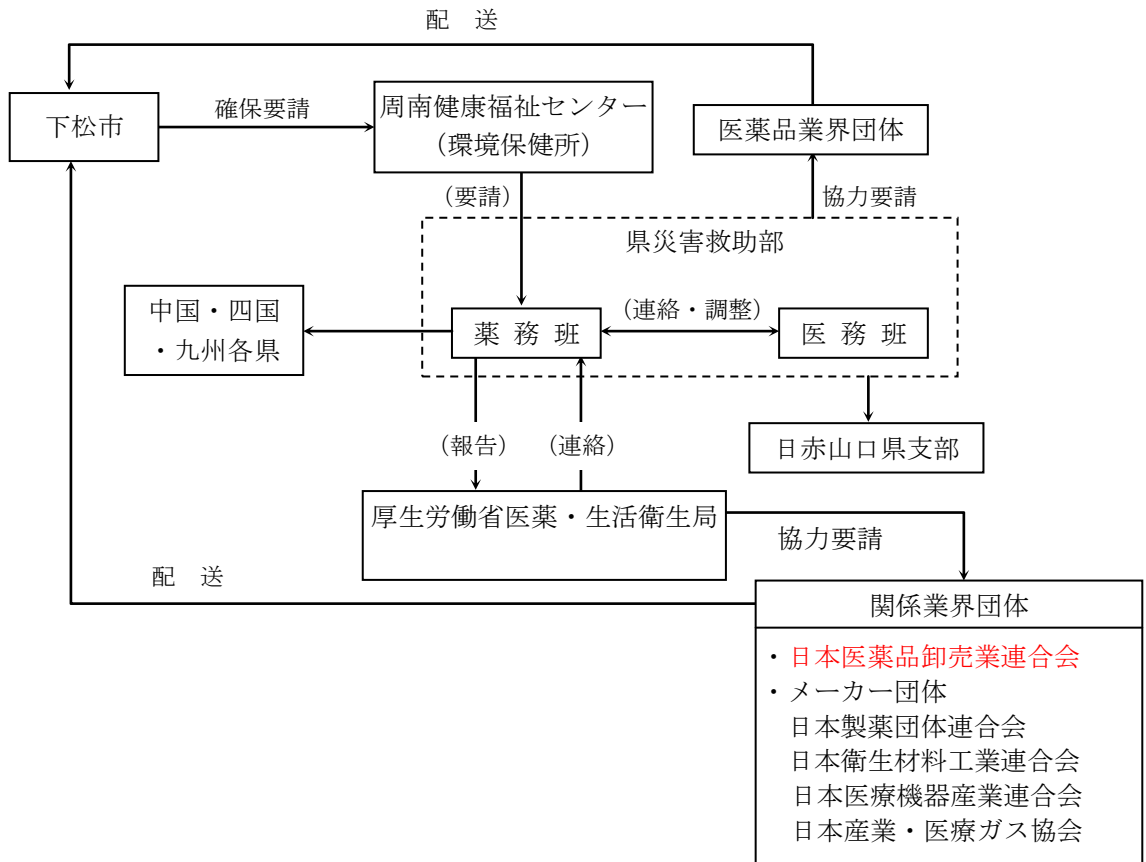 配　送
下松市
確保要請
周南健康福祉センター
（環境保健所）
医薬品業界団体
（要請）
協力要請
県災害救助部
中国・四国
・九州各県
薬 務 班
（連絡・調整）
医 務 班
（報告）
（連絡）
日赤山口県支部
厚生労働省医薬・生活衛生局
協力要請
配　送
関係業界団体
・日本医薬品卸売業連合会
・メーカー団体
日本製薬団体連合会
日本衛生材料工業連合会
日本医療機器産業連合会
日本産業・医療ガス協会